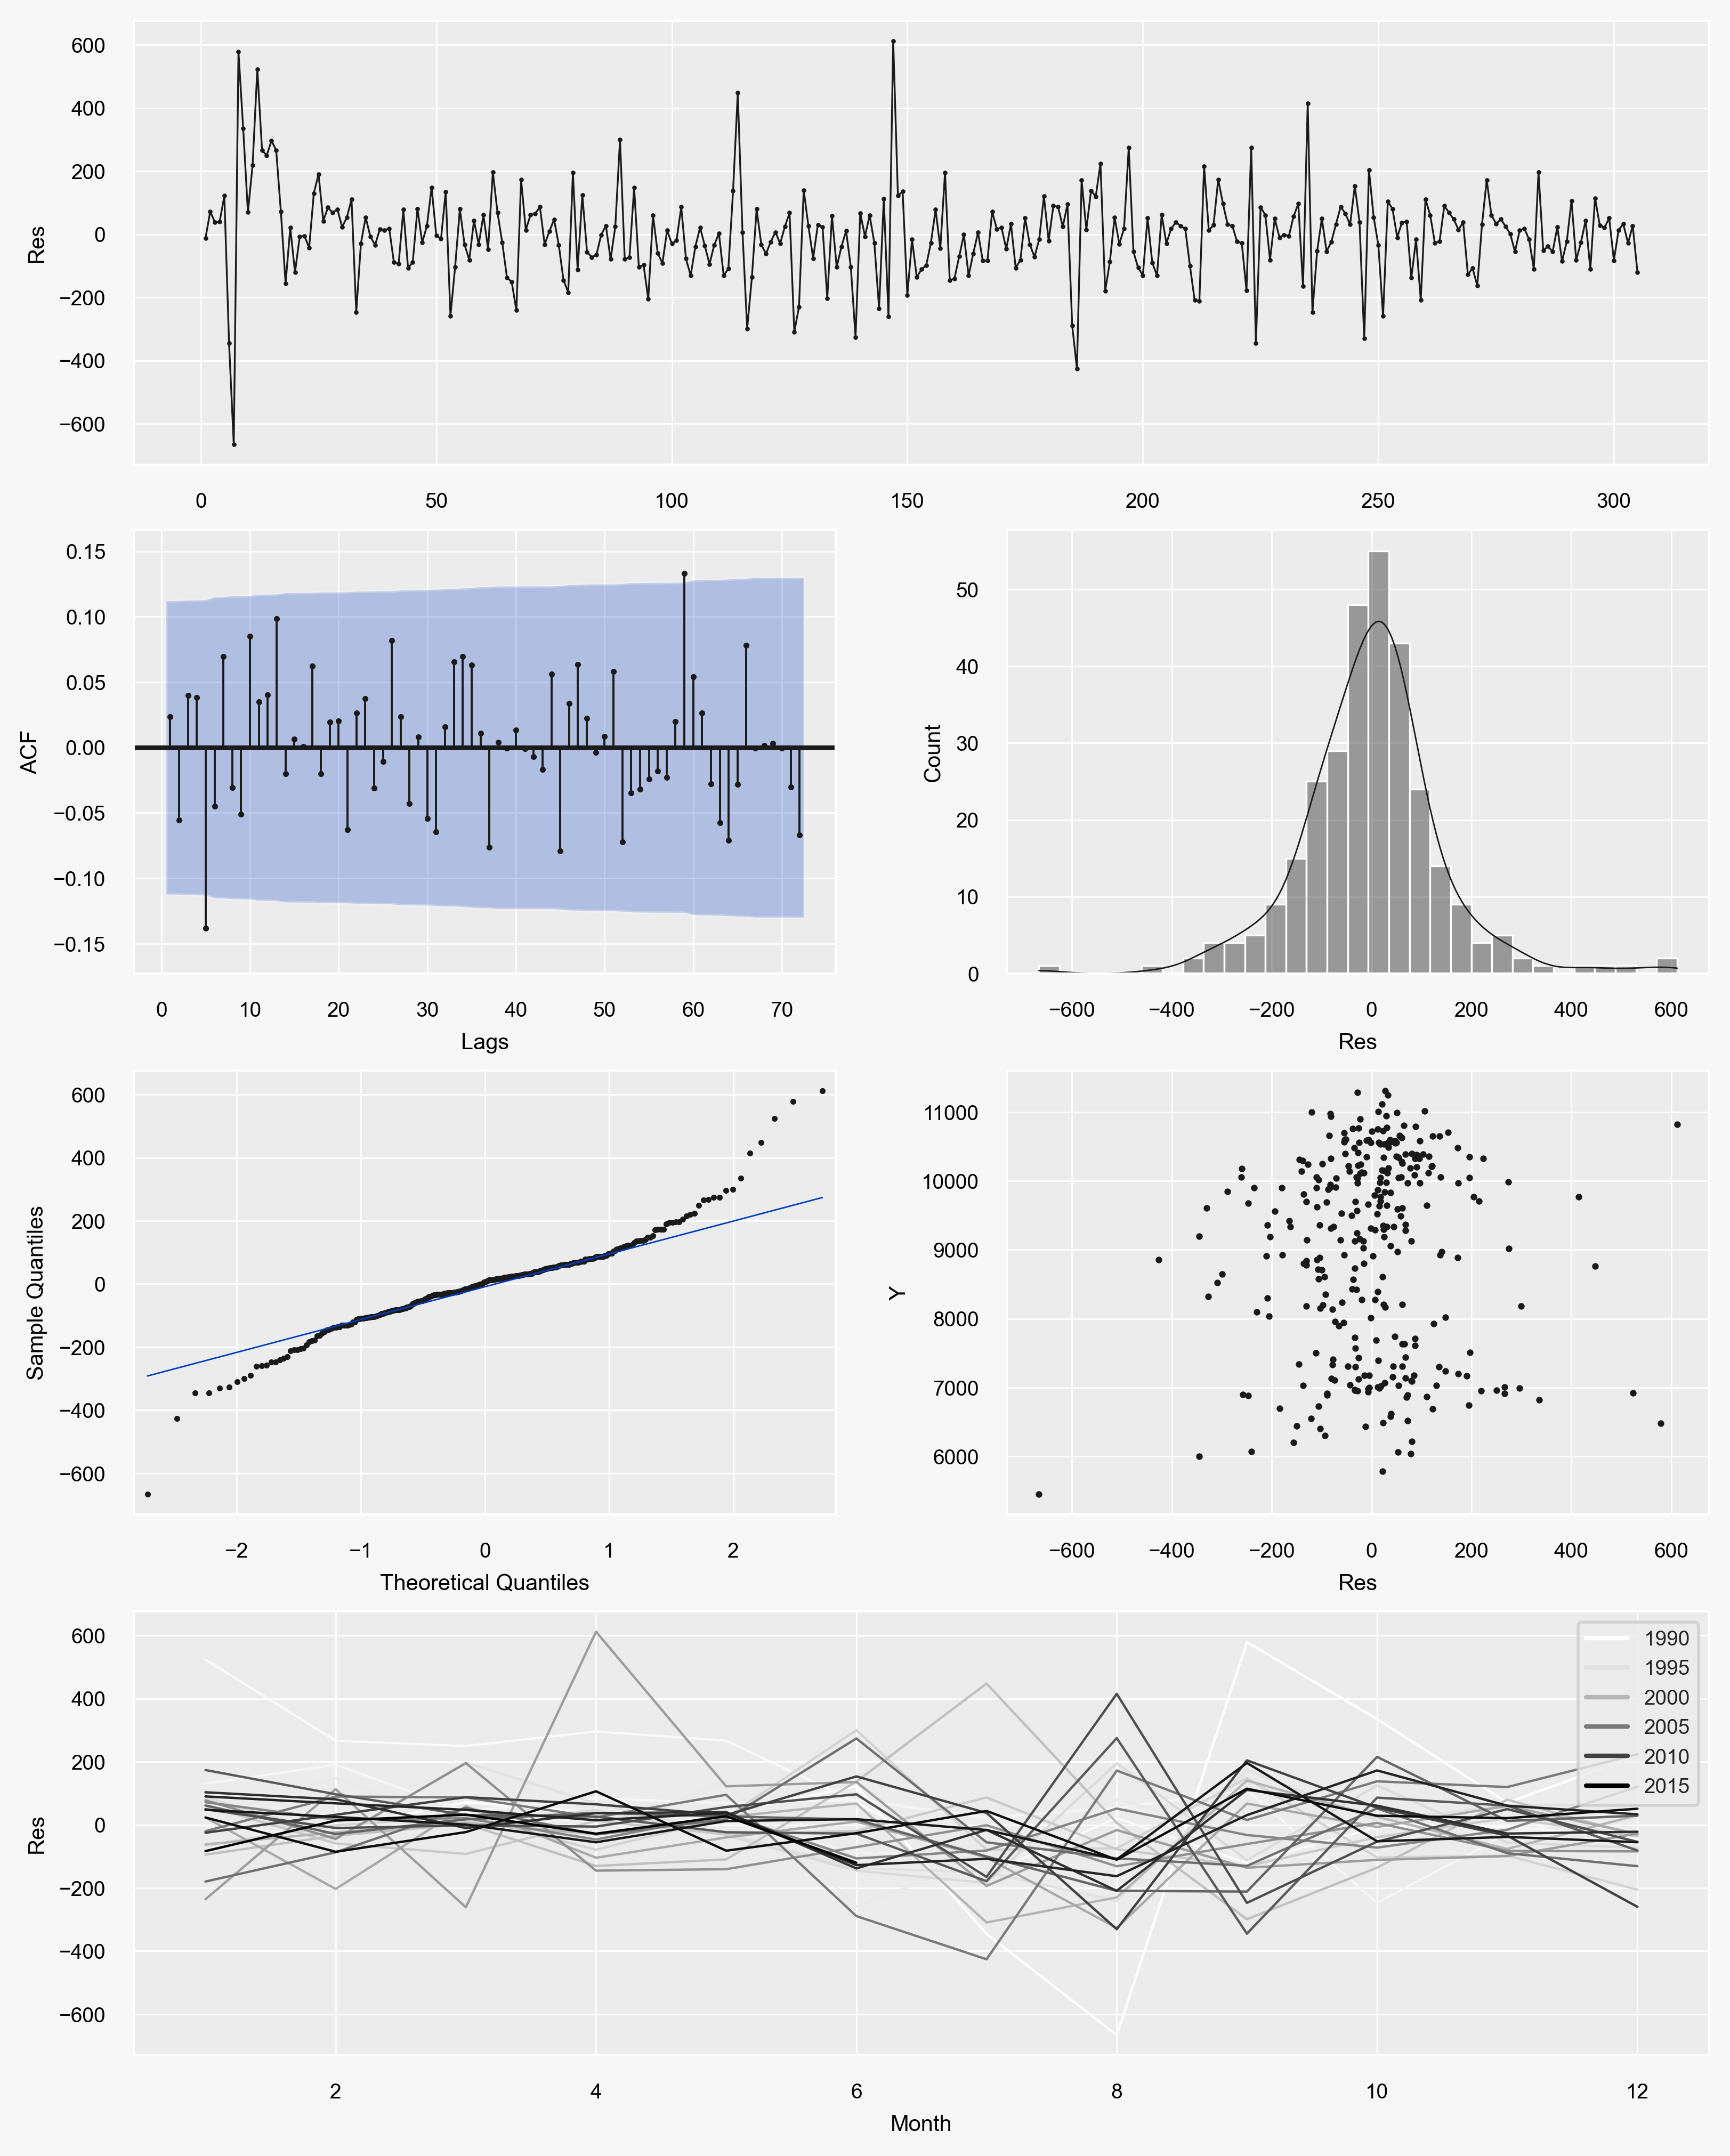 600
400
200
0
−200
−400
−600
Res
0 50 100 150 200 250 300
0.15
0.10
0.05
0.00
−0.05
−0.10
−0.15
ACF
0 10 20 30 40 50 60 70
Lags
50
40
30
20
10
0
Count
−600 −400 −200 0 200 400 600
Res
600
400
200
0
−200
−400
−600
Sample Quantiles
−2 −1 0 1 2
Theoretical Quantiles
11000
10000
9000
8000
7000
6000
Y
−600 −400 −200 0 200 400 600
Res
600
400
200
0
−200
−400
−600
Res
1990
1995
2000
2005
2010
2015
2 4 6 8 10 12
Month